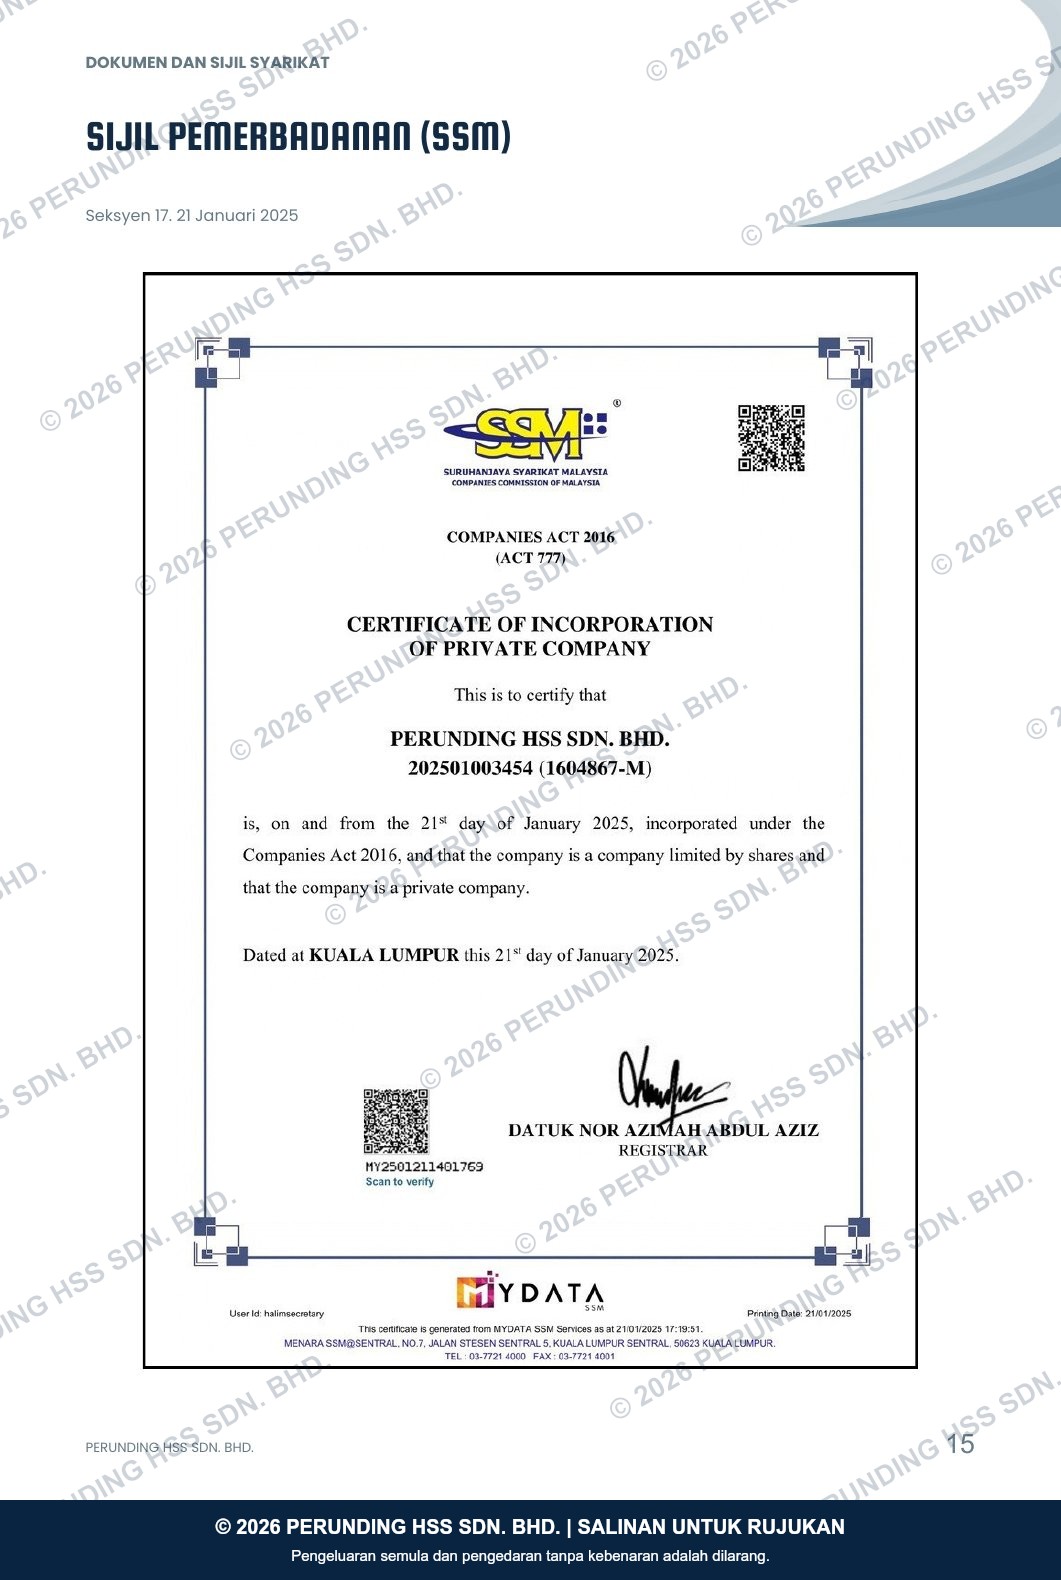 DOKUMEN DAN SIJIL SYARIKAT
SIJIL PEMERBADANAN (SSM)
Seksyen 17. 21 Januari 2025
SSM ®
SURUHANJAYA SYARIKAT MALAYSIA
COMPANIES COMMISSION OF MALAYSIA
COMPANIES ACT 2016
(ACT 777)
CERTIFICATE OF INCORPORATION
OF PRIVATE COMPANY
This is to certify that
PERUNDING HSS SDN. BHD.
202501003454 (1604867-M)
is, on and from the 21st day of January 2025, incorporated under the
Companies Act 2016, and that the company is a company limited by shares and
that the company is a private company.
Dated at KUALA LUMPUR this 21st day of January 2025.
DATUK NOR AZIMAH ABDUL AZIZ
REGISTRAR
MY2501211401769
Scan to verify
MYDATA
SSM
User Id: halimsecretary
Printing Date: 21/01/2025
This certificate is generated from MYDATA SSM Services as at 21/01/2025 17:19:51.
MENARA SSM@SENTRAL, NO.7, JALAN STESEN SENTRAL 5, KUALA LUMPUR SENTRAL, 50623 KUALA LUMPUR.
TEL : 03-7721 4000 FAX : 03-7721 4001
PERUNDING HSS SDN. BHD.
15
© 2026 PERUNDING HSS SDN. BHD. | SALINAN UNTUK RUJUKAN
Pengeluaran semula dan pengedaran tanpa kebenaran adalah dilarang.
© 2026 PERUNDING HSS SDN. BHD.